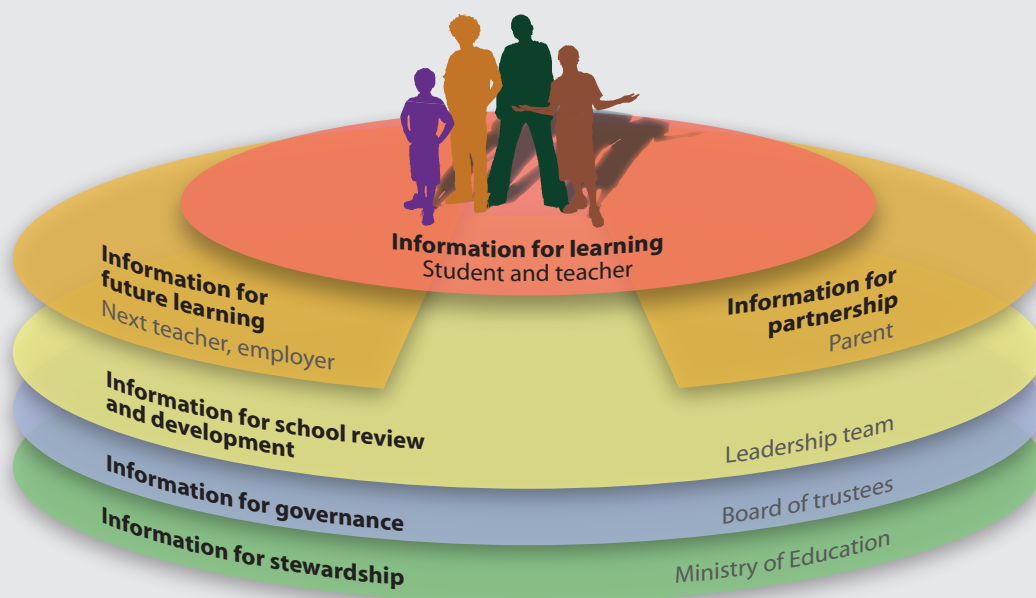 Information for learning
Student and teacher
Information for
future learning
Next teacher, employer
Information for
partnership
Parent
Information for school review
and development
Leadership team
Information for governance
Board of trustees
Information for stewardship
Ministry of Education